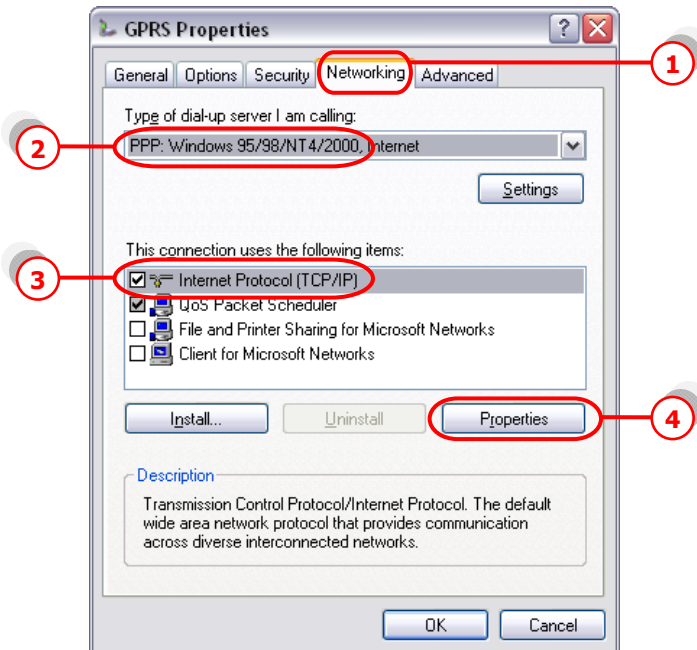 GPRS Properties
General Options Security Networking Advanced
1
Type of dial-up server I am calling:
2
PPP: Windows 95/98/NT4/2000, Internet
Settings
This connection uses the following items:
3
Internet Protocol (TCP/IP)
QoS Packet Scheduler
File and Printer Sharing for Microsoft Networks
Client for Microsoft Networks
Install... Uninstall Properties
4
Description
Transmission Control Protocol/Internet Protocol. The default
wide area network protocol that provides communication
across diverse interconnected networks.
OK Cancel